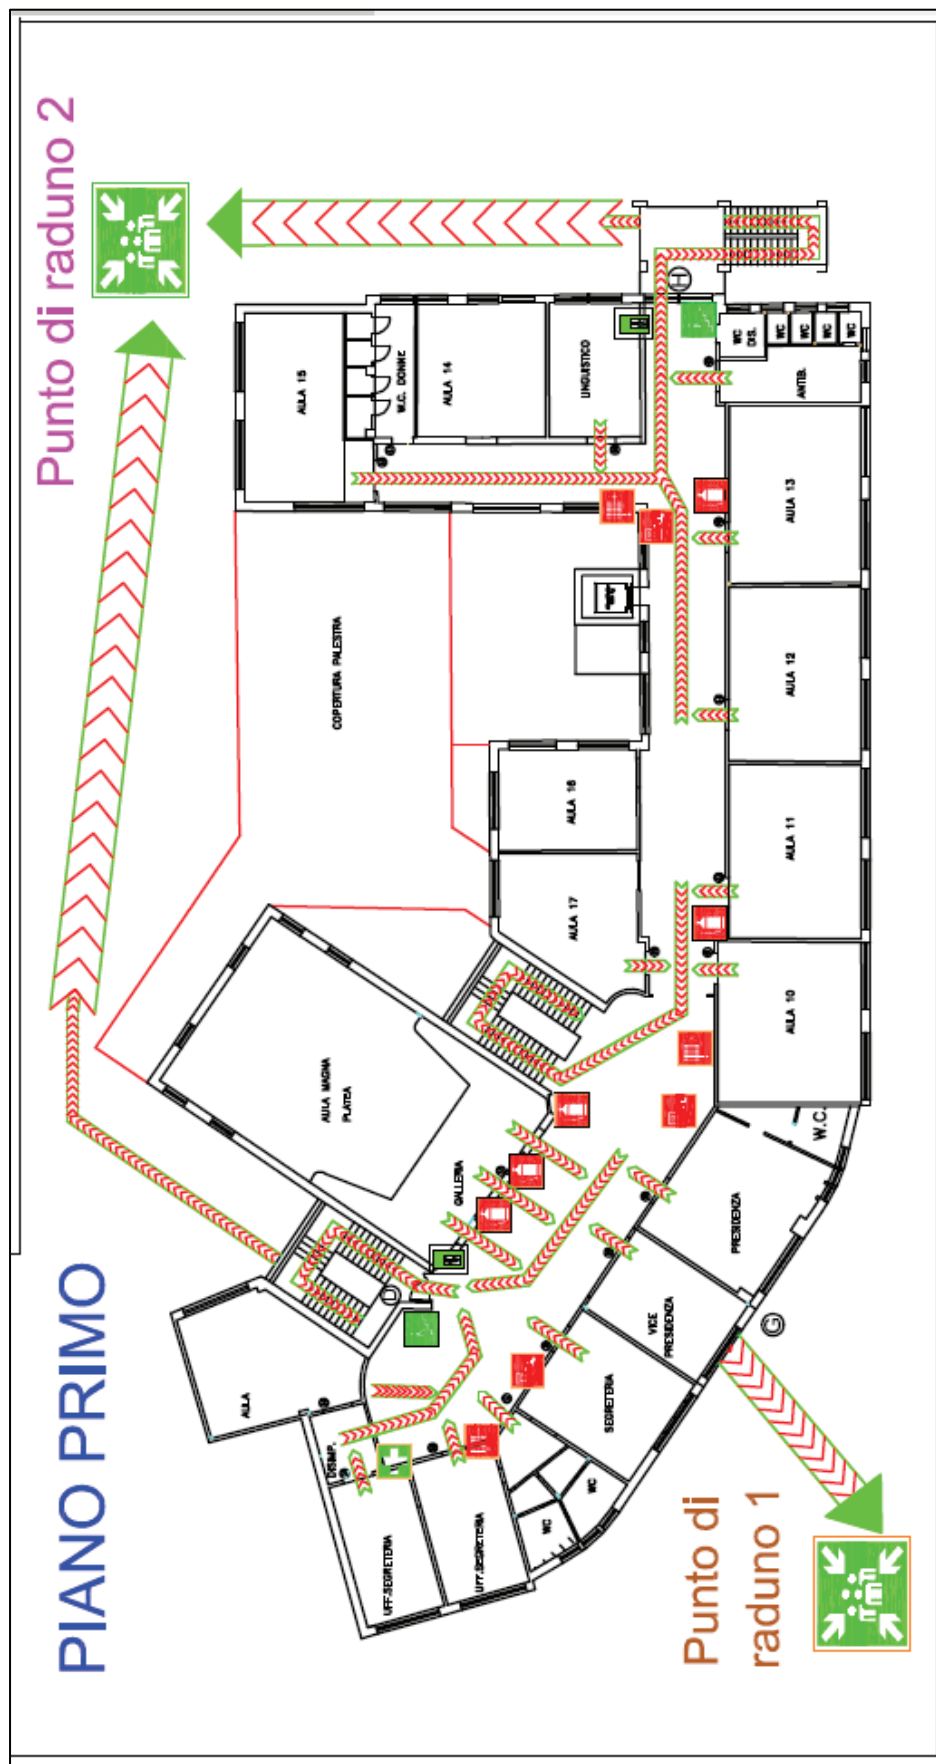 PIANO PRIMO
Punto di raduno 2
Punto di
raduno 1
AULA 15
W.C. DONNE
AULA 14
LINGUISTICO
H
WC
DIS.
WC
WC
WC
WC
ANTIB.
AULA 13
AULA 12
AULA 11
AULA 10
COPERTURA PALESTRA
AULA 16
AULA 17
AULA MAGNA
PLATEA
GALLERIA
W.C.
PRESIDENZA
VICE
PRESIDENZA
G
SEGRETERIA
WC
WC
UFF.SEGRETERIA
UFF.SEGRETERIA
DISIMP.
AULA
D